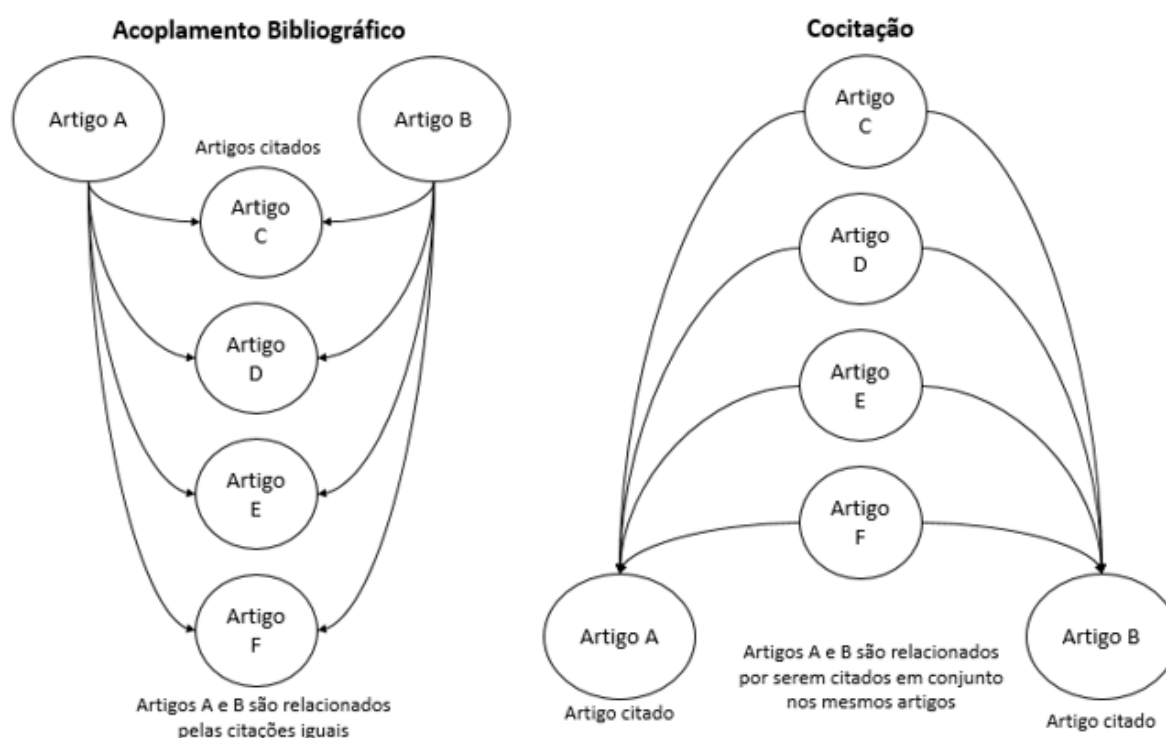 Acoplamento Bibliográfico
Artigo A
Artigo B
Artigos citados
Artigo
C
Artigo
D
Artigo
E
Artigo
F
Artigos A e B são relacionados
pelas citações iguais
Cocitação
Artigo
C
Artigo
D
Artigo
E
Artigo
F
Artigo A
Artigo B
Artigos A e B são relacionados
por serem citados em conjunto
nos mesmos artigos
Artigo citado
Artigo citado